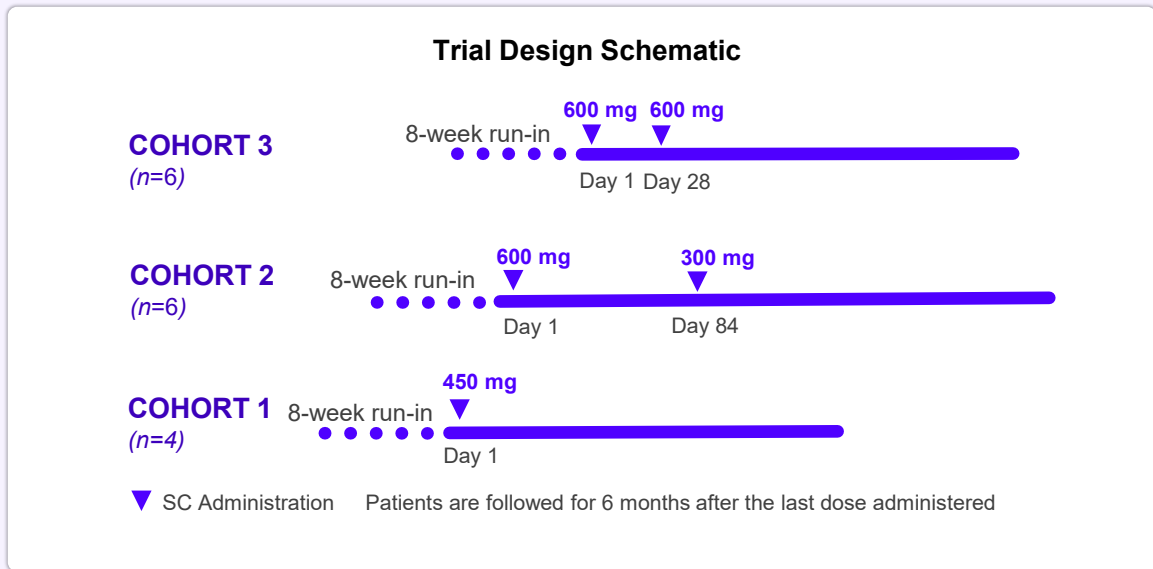 Trial Design Schematic
600 mg 600 mg
8-week run-in
COHORT 3
(n=6)
Day 1 Day 28
600 mg 300 mg
8-week run-in
COHORT 2
(n=6)
Day 1 Day 84
450 mg
8-week run-in
COHORT 1
(n=4)
Day 1
SC Administration Patients are followed for 6 months after the last dose administered